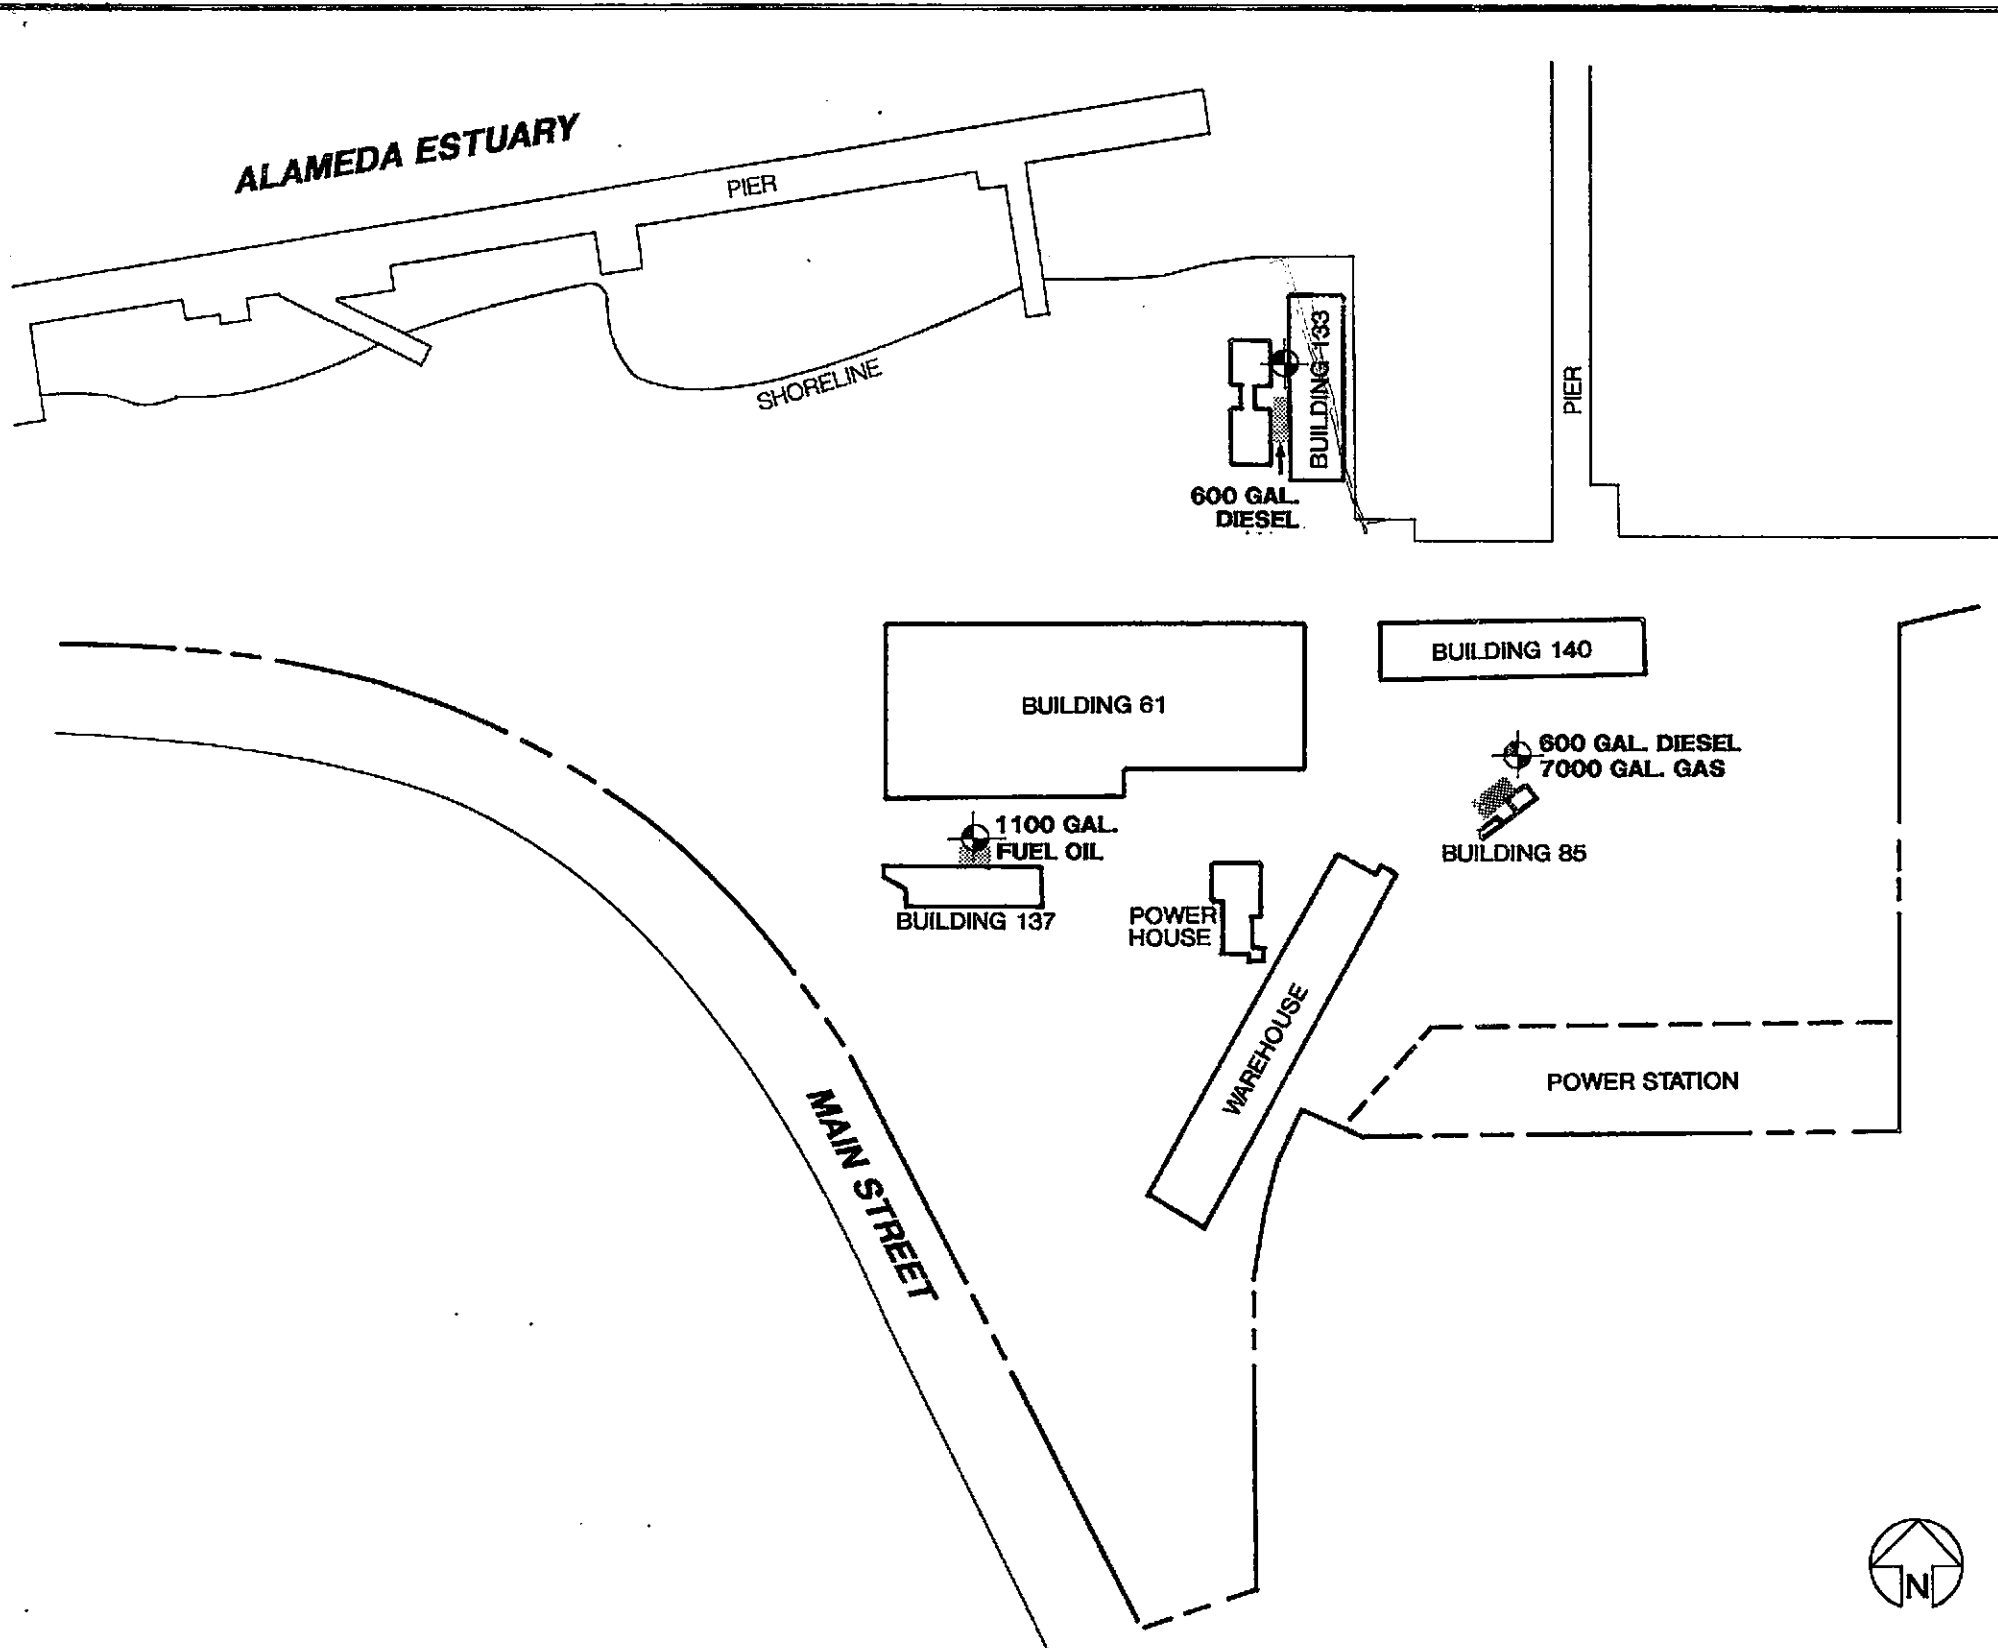 ALAMEDA ESTUARY
PIER
SHORELINE
BUILDING 133
PIER
600 GAL.
DIESEL
BUILDING 61
BUILDING 140
600 GAL. DIESEL
7000 GAL. GAS
BUILDING 85
1100 GAL.
FUEL OIL
BUILDING 137
POWER
HOUSE
WAREHOUSE
POWER STATION
MAIN STREET
N